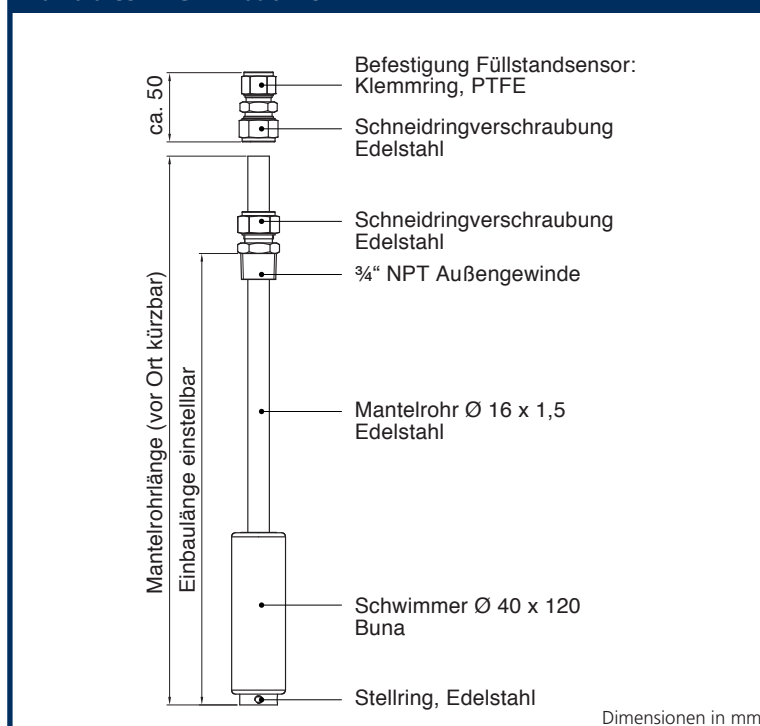 ca. 50
Befestigung Füllstandsensor:
Klemmring, PTFE
Schneidringverschraubung
Edelstahl
Schneidringverschraubung
Edelstahl
¾“ NPT Außengewinde
Mantelrohrlänge (vor Ort kürzbar)
Einbaulänge einstellbar
Mantelrohr Ø 16 x 1,5
Edelstahl
Schwimmer Ø 40 x 120
Buna
Stellring, Edelstahl
Dimensionen in mm